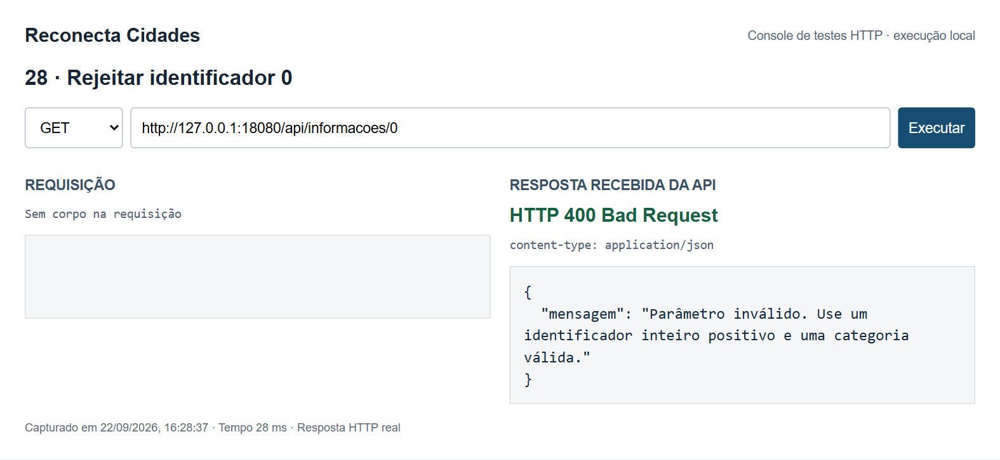 Reconecta Cidades
Console de testes HTTP · execução local
28 · Rejeitar identificador 0
GET
http://127.0.0.1:18080/api/informacoes/0
Executar
REQUISIÇÃO
Sem corpo na requisição
RESPOSTA RECEBIDA DA API
HTTP 400 Bad Request
content-type: application/json
{
  "mensagem": "Parâmetro inválido. Use um
identificador inteiro positivo e uma categoria
válida."
}
Capturado em 22/09/2026, 16:28:37 · Tempo 28 ms · Resposta HTTP real